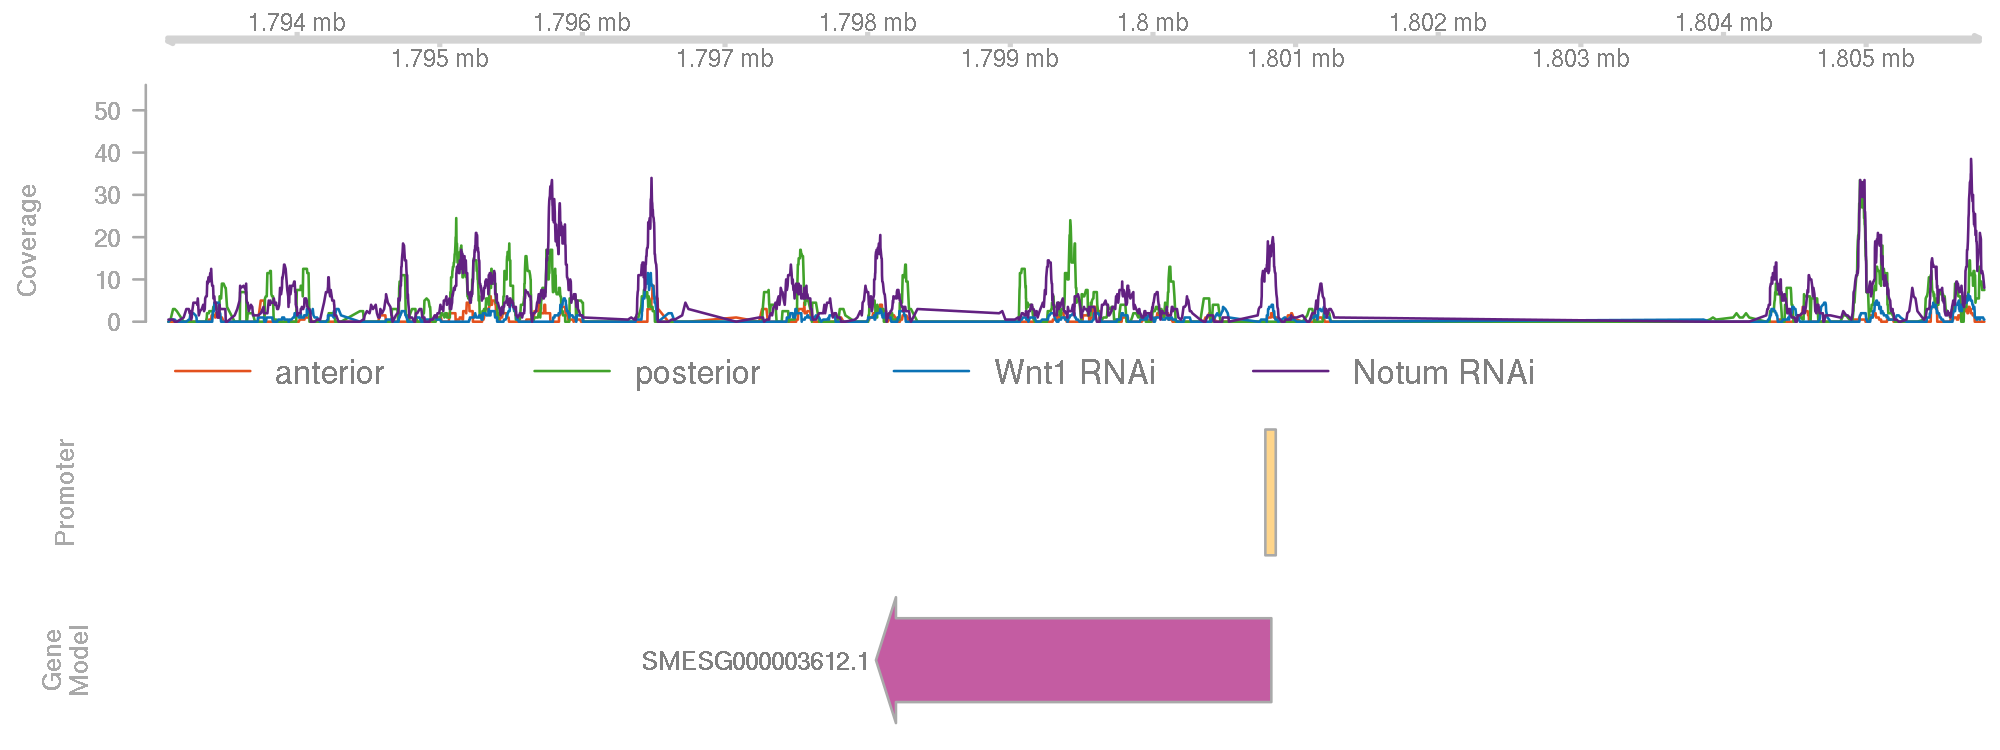 1.794 mb 1.796 mb 1.798 mb 1.8 mb 1.802 mb 1.804 mb
1.795 mb 1.797 mb 1.799 mb 1.801 mb 1.803 mb 1.805 mb
Coverage
50
40
30
20
10
0
anterior posterior Wnt1 RNAi Notum RNAi
Promoter
Gene
Model
SMESG000003612.1